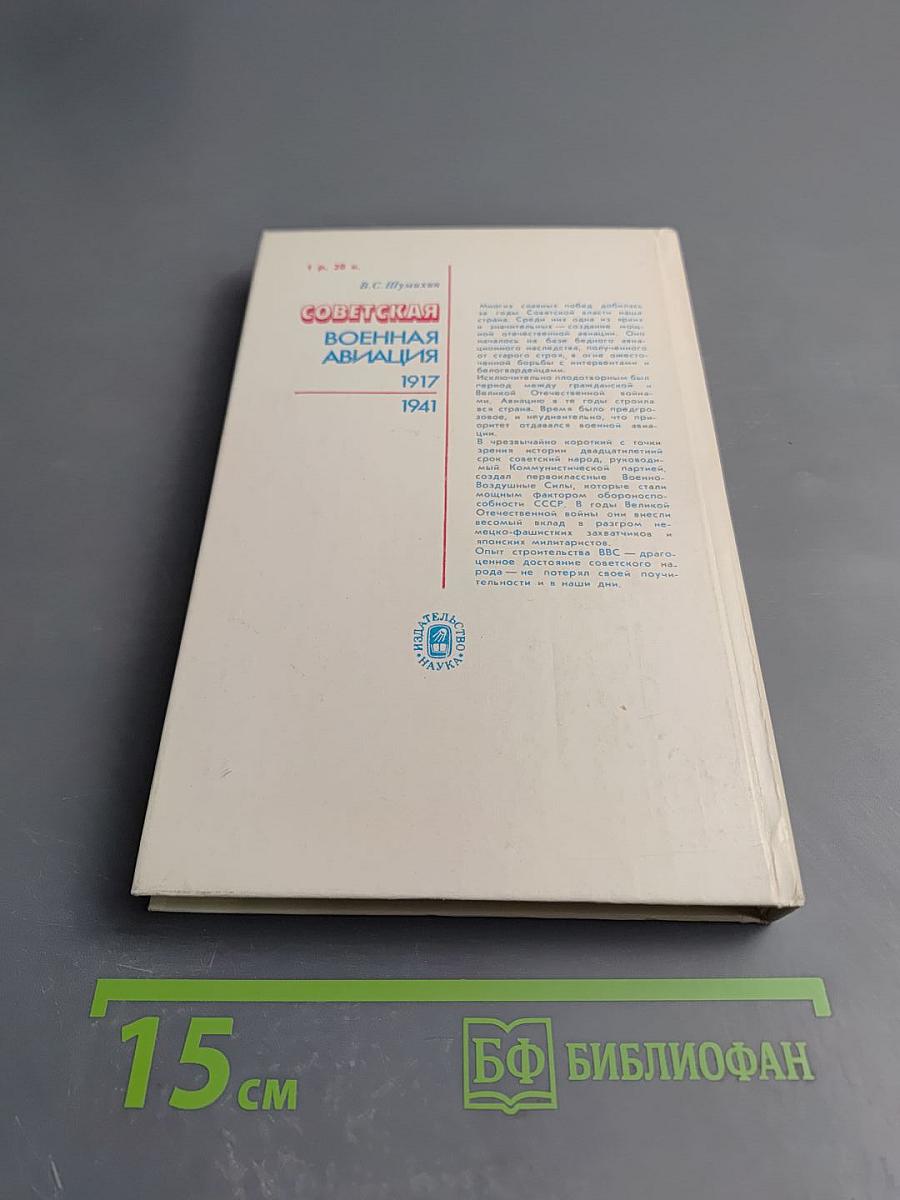 1 р. 20 к.
В.С. Шумихин
СОВЕТСКАЯ
ВОЕННАЯ
АВИАЦИЯ
1917
1941
Многих славных побед добилась
за годы Советской власти наша
страна. Среди них одна из ярких
и значительных — создание мощ-
ной отечественной авиации. Оно
началось на базе бедного авиа-
ционного наследства, полученного
от старого строя, в огне ожесто-
ченной борьбы с интервентами и
белогвардейцами.
Исключительно плодотворным был
период между гражданской и
Великой Отечественной война-
ми. Авиацию в те годы строила
вся страна. Время было предгро-
зовое, и неудивительно, что при-
оритет отдавался военной авиа-
ции.
В чрезвычайно короткий с точки
зрения истории двадцатилетний
срок советский народ, руководи-
мый Коммунистической партией,
создал первоклассные Военно-
Воздушные Силы, которые стали
мощным фактором обороноспо-
собности СССР. В годы Великой
Отечественной войны они внесли
весомый вклад в разгром не-
мецко-фашистких захватчиков и
японских милитаристов.
Опыт строительства ВВС — драго-
ценное достояние советского на-
рода — не потерял своей поучи-
тельности и в наши дни.
ИЗДАТЕЛЬСТВО
НАУКА
15 см
БФ БИБЛИОФАН